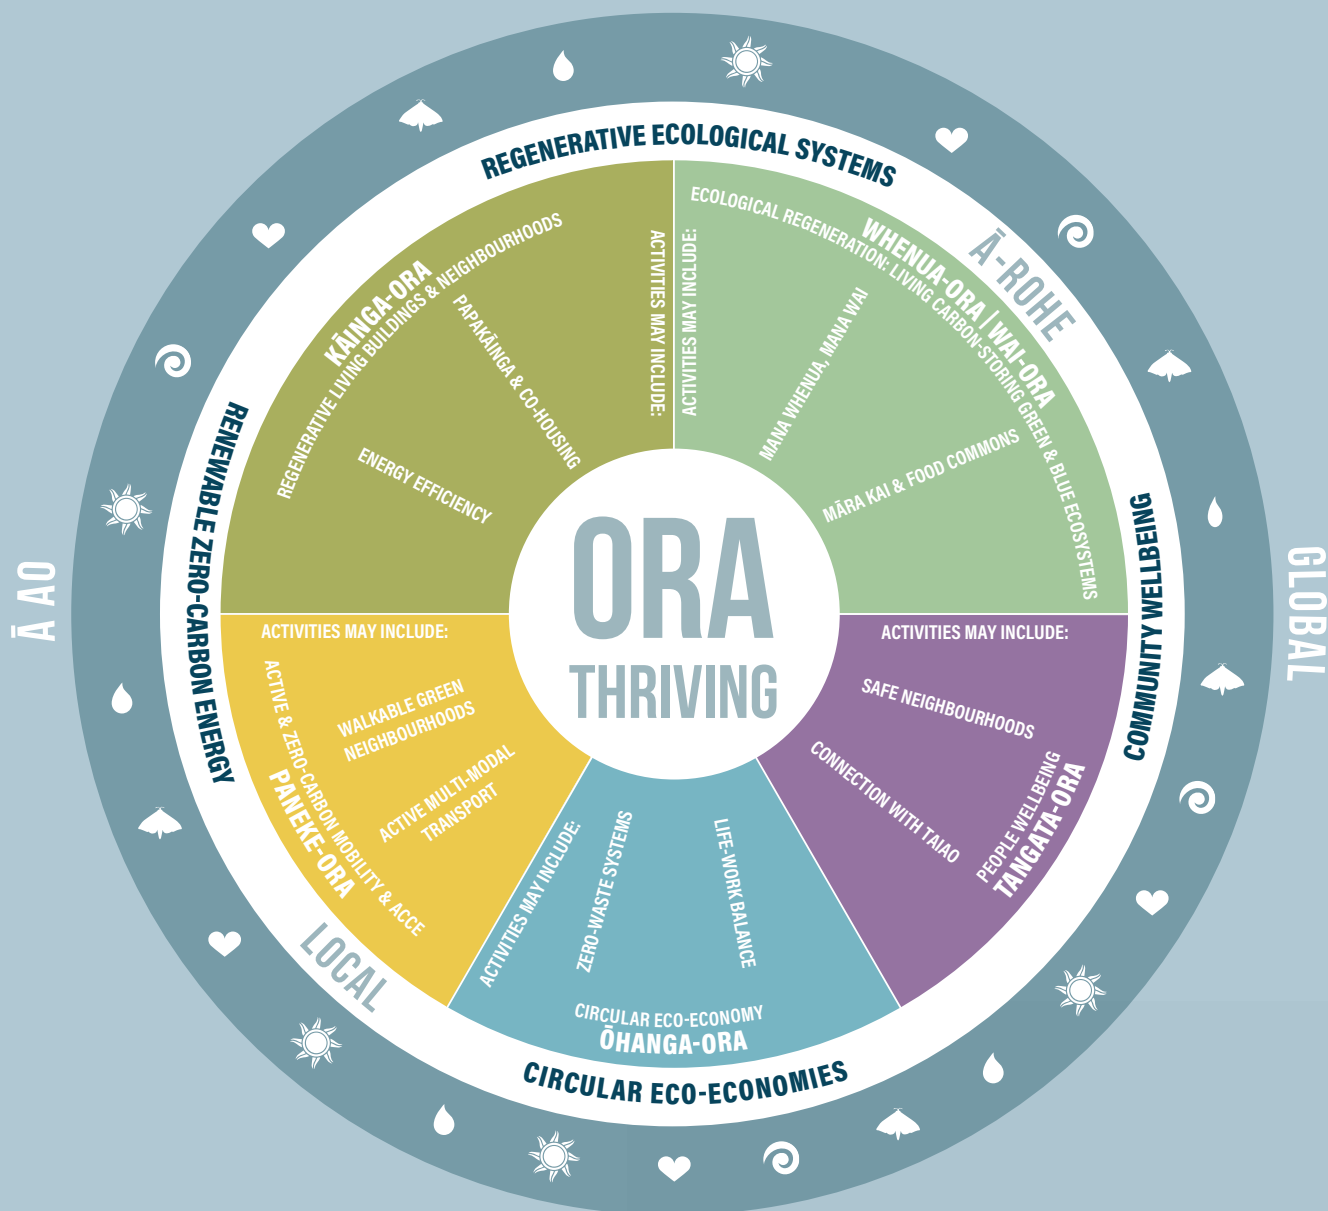 REGENERATIVE ECOLOGICAL SYSTEMS
Ā-ROHE
COMMUNITY WELLBEING
GLOBAL
CIRCULAR ECO-ECONOMIES
LOCAL
RENEWABLE ZERO-CARBON ENERGY
Ā AO
ORA
THRIVING
WHENUA-ORA | WAI-ORA
ECOLOGICAL REGENERATION: LIVING CARBON-STORING GREEN & BLUE ECOSYSTEMS
ACTIVITIES MAY INCLUDE:
MANA WHENUA, MANA WAI
MĀRA KAI & FOOD COMMONS
ACTIVITIES MAY INCLUDE:
SAFE NEIGHBOURHOODS
CONNECTION WITH TAIAO
PEOPLE WELLBEING
TANGATA-ORA
ACTIVITIES MAY INCLUDE:
ZERO-WASTE SYSTEMS
LIFE-WORK BALANCE
CIRCULAR ECO-ECONOMY
ŌHANGA-ORA
ACTIVITIES MAY INCLUDE:
WALKABLE GREEN
NEIGHBOURHOODS
ACTIVE MULTI-MODAL
TRANSPORT
ACTIVE & ZERO-CARBON MOBILITY & ACCE
PANEKE-ORA
KĀINGA-ORA
REGENERATIVE LIVING BUILDINGS & NEIGHBOURHOODS
ACTIVITIES MAY INCLUDE:
PAPAKĀINGA & CO-HOUSING
ENERGY EFFICIENCY